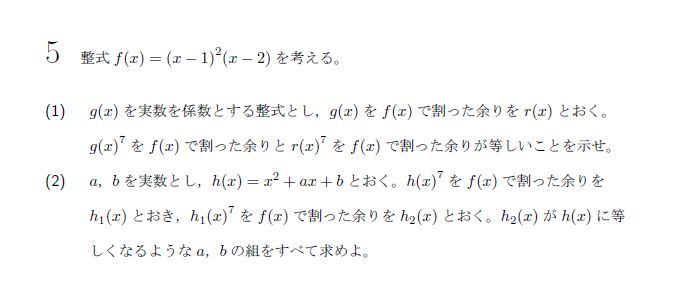 5 整式 f(x) = (x − 1)²(x − 2) を考える。
(1) g(x) を実数を係数とする整式とし，g(x) を f(x) で割った余りを r(x) とおく。
g(x)⁷ を f(x) で割った余りと r(x)⁷ を f(x) で割った余りが等しいことを示せ。
(2) a，b を実数とし，h(x) = x² + ax + b とおく。h(x)⁷ を f(x) で割った余りを
h₁(x) とおき，h₁(x)⁷ を f(x) で割った余りを h₂(x) とおく。h₂(x) が h(x) に等
しくなるような a，b の組をすべて求めよ。